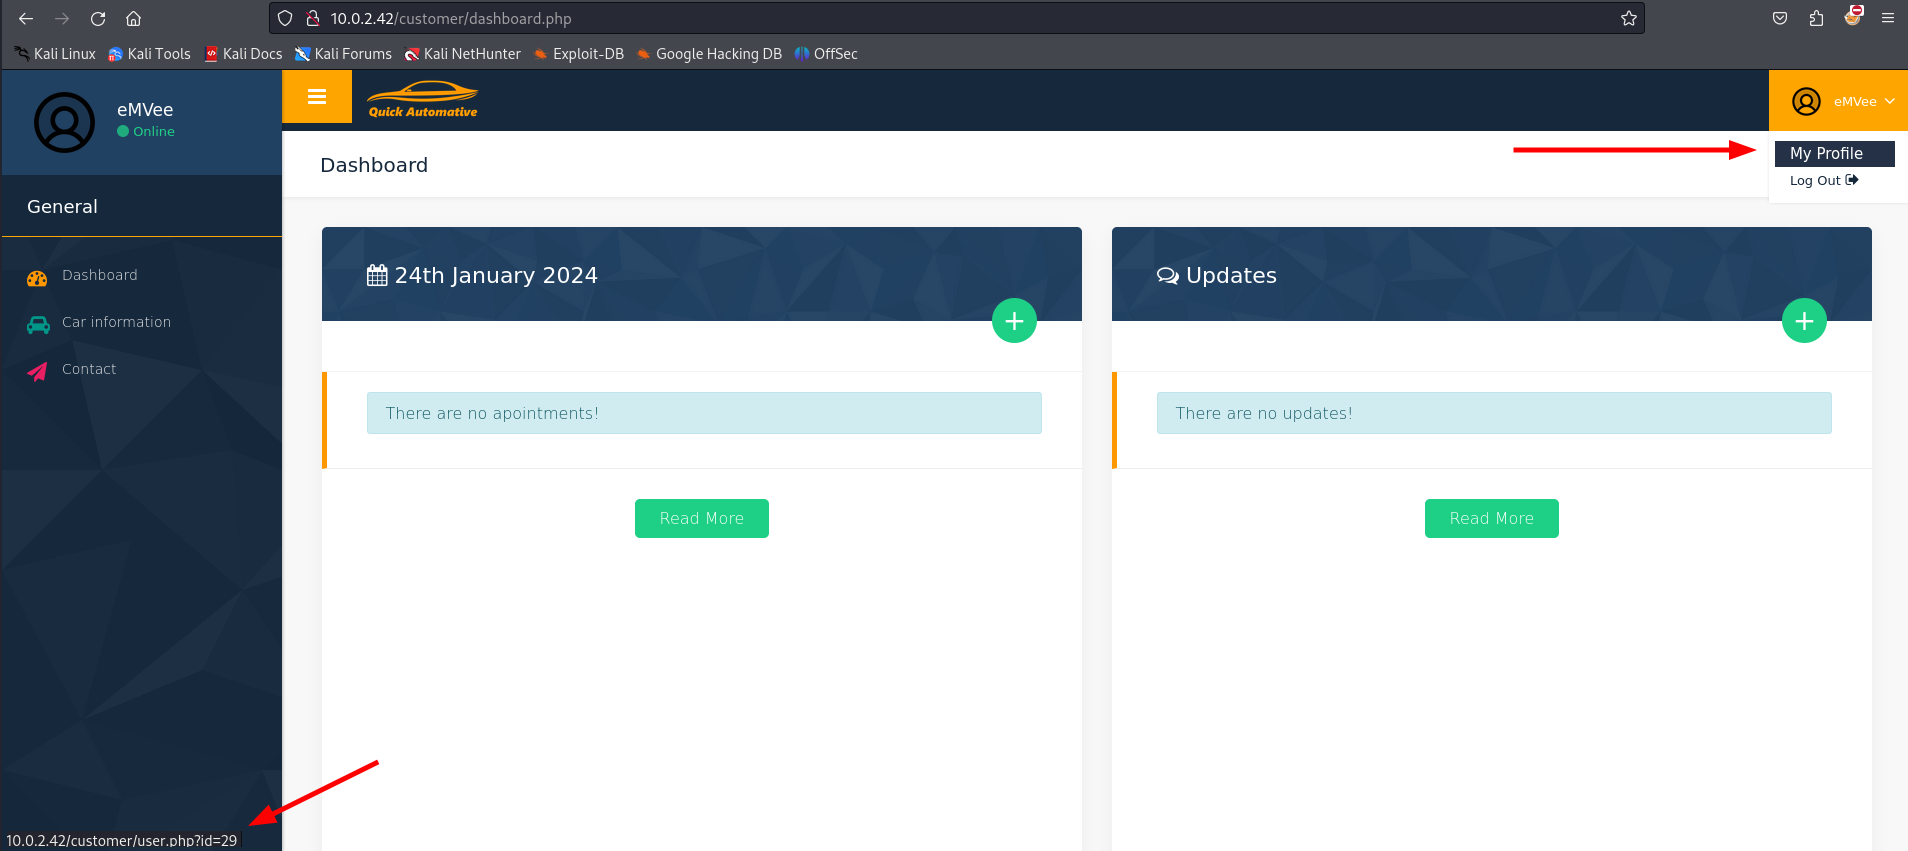 10.0.2.42/customer/dashboard.php
Kali Linux Kali Tools Kali Docs Kali Forums Kali NetHunter Exploit-DB Google Hacking DB OffSec
eMVee
Online
Quick Automative
eMVee
My Profile
Log Out
Dashboard
General
Dashboard
Car information
Contact
24th January 2024
There are no apointments!
Read More
Updates
There are no updates!
Read More
10.0.2.42/customer/user.php?id=29